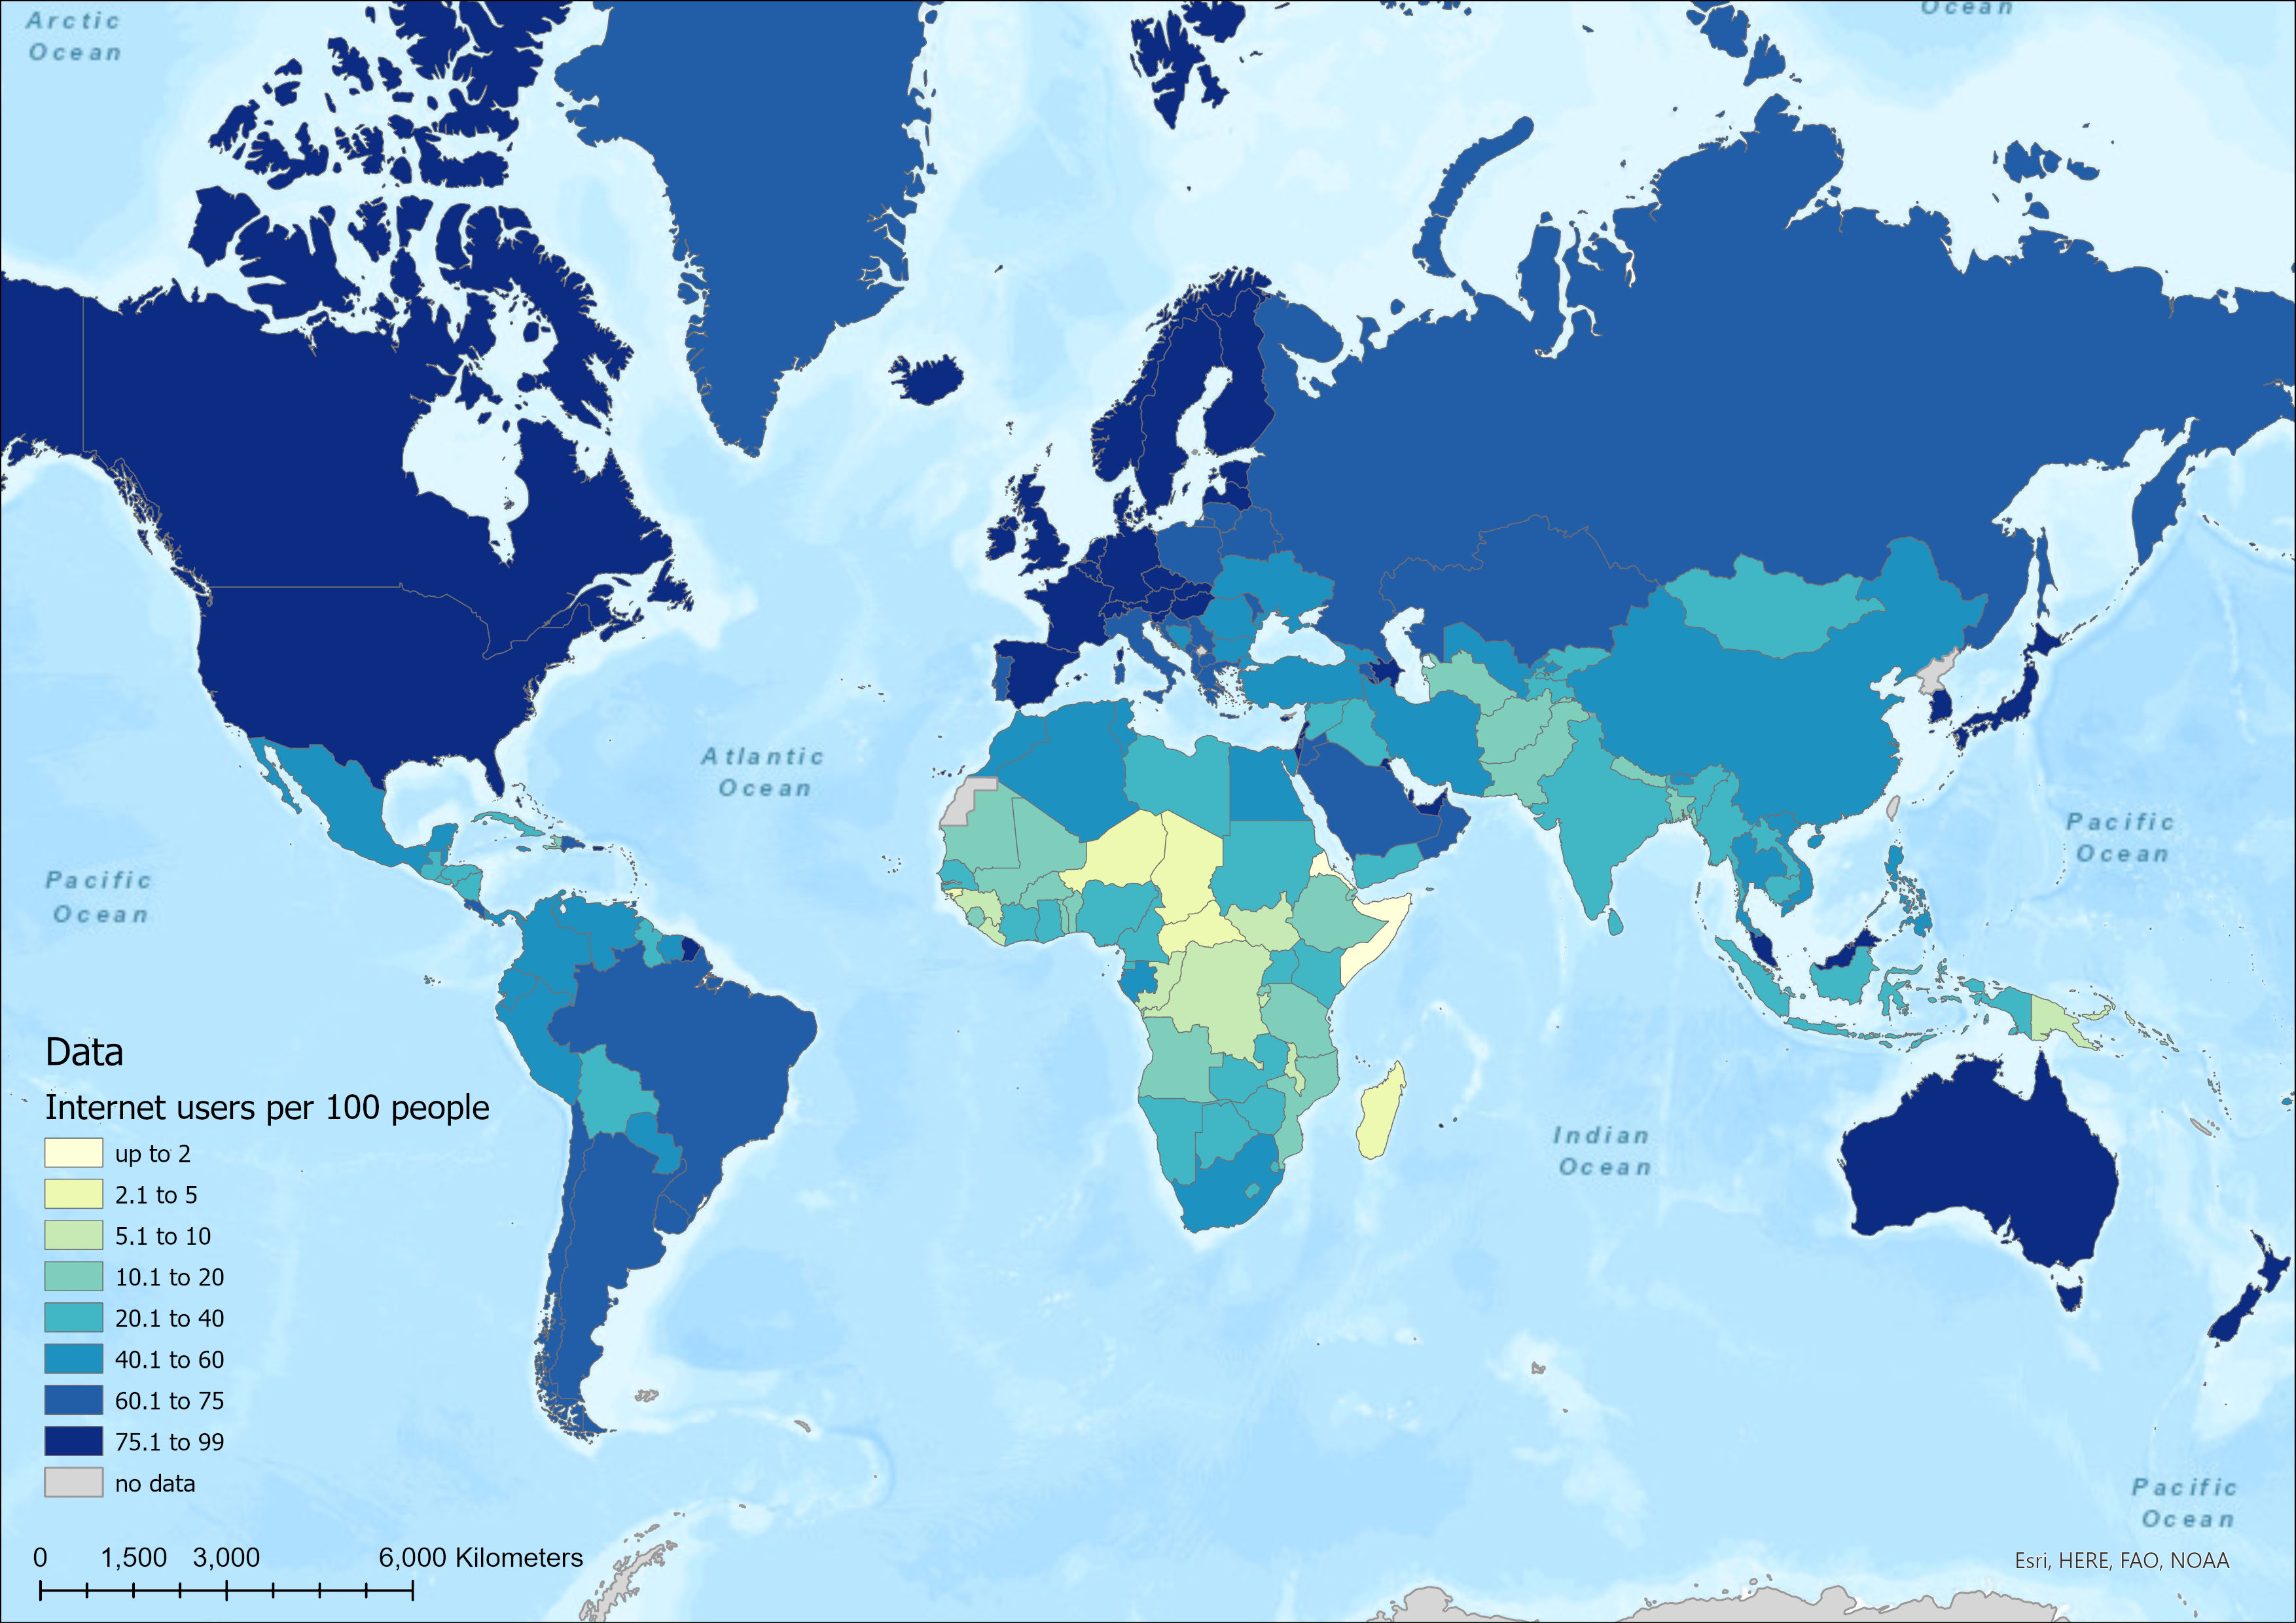 Arctic
Ocean
Ocean
Atlantic
Ocean
Pacific
Ocean
Pacific
Ocean
Indian
Ocean
Pacific
Ocean
Data
Internet users per 100 people
up to 2
2.1 to 5
5.1 to 10
10.1 to 20
20.1 to 40
40.1 to 60
60.1 to 75
75.1 to 99
no data
0 1,500 3,000 6,000 Kilometers
Esri, HERE, FAO, NOAA